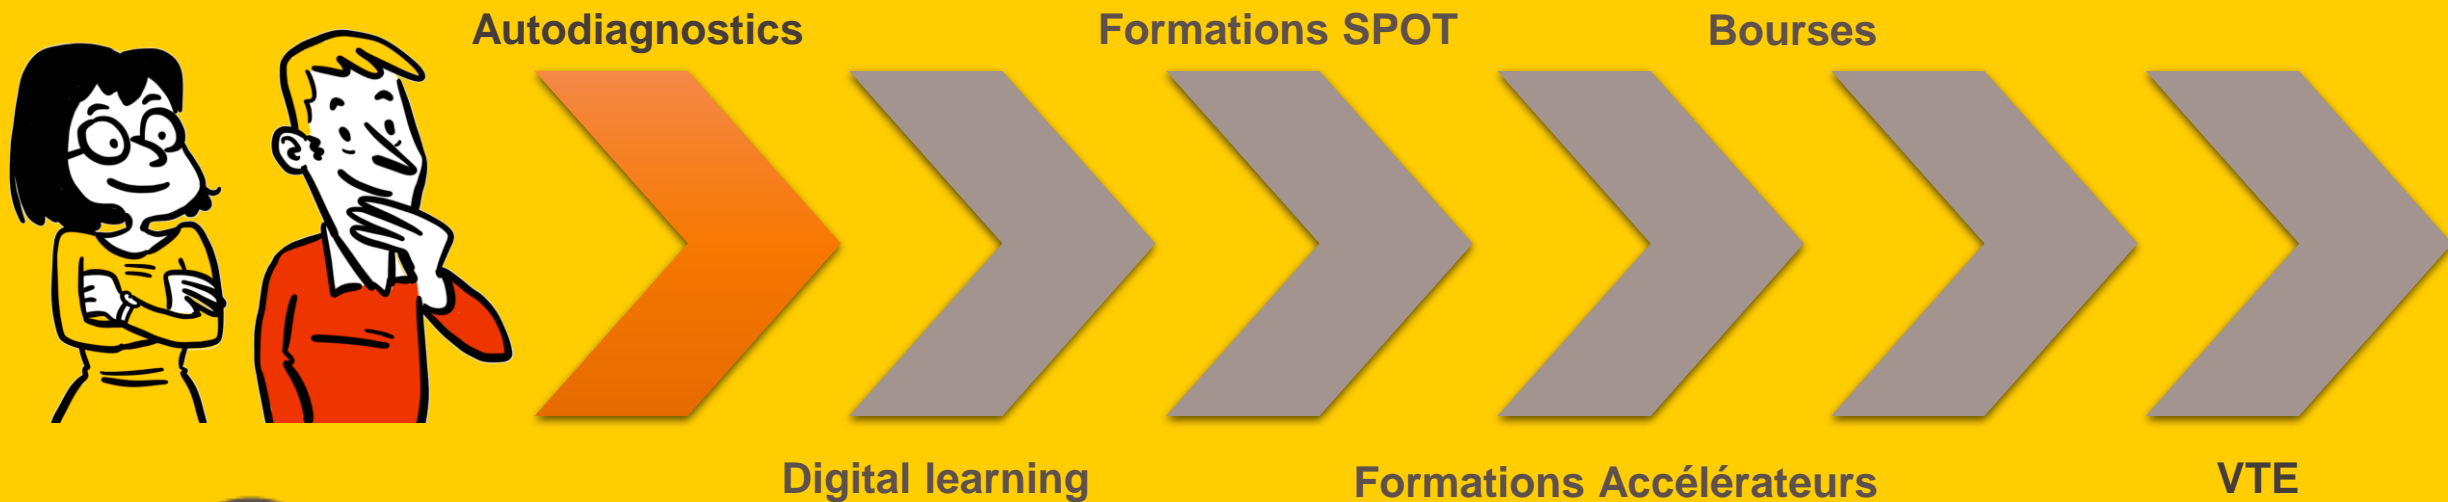 Autodiagnostics
Formations SPOT
Bourses
Digital learning
Formations Accélérateurs
VTE